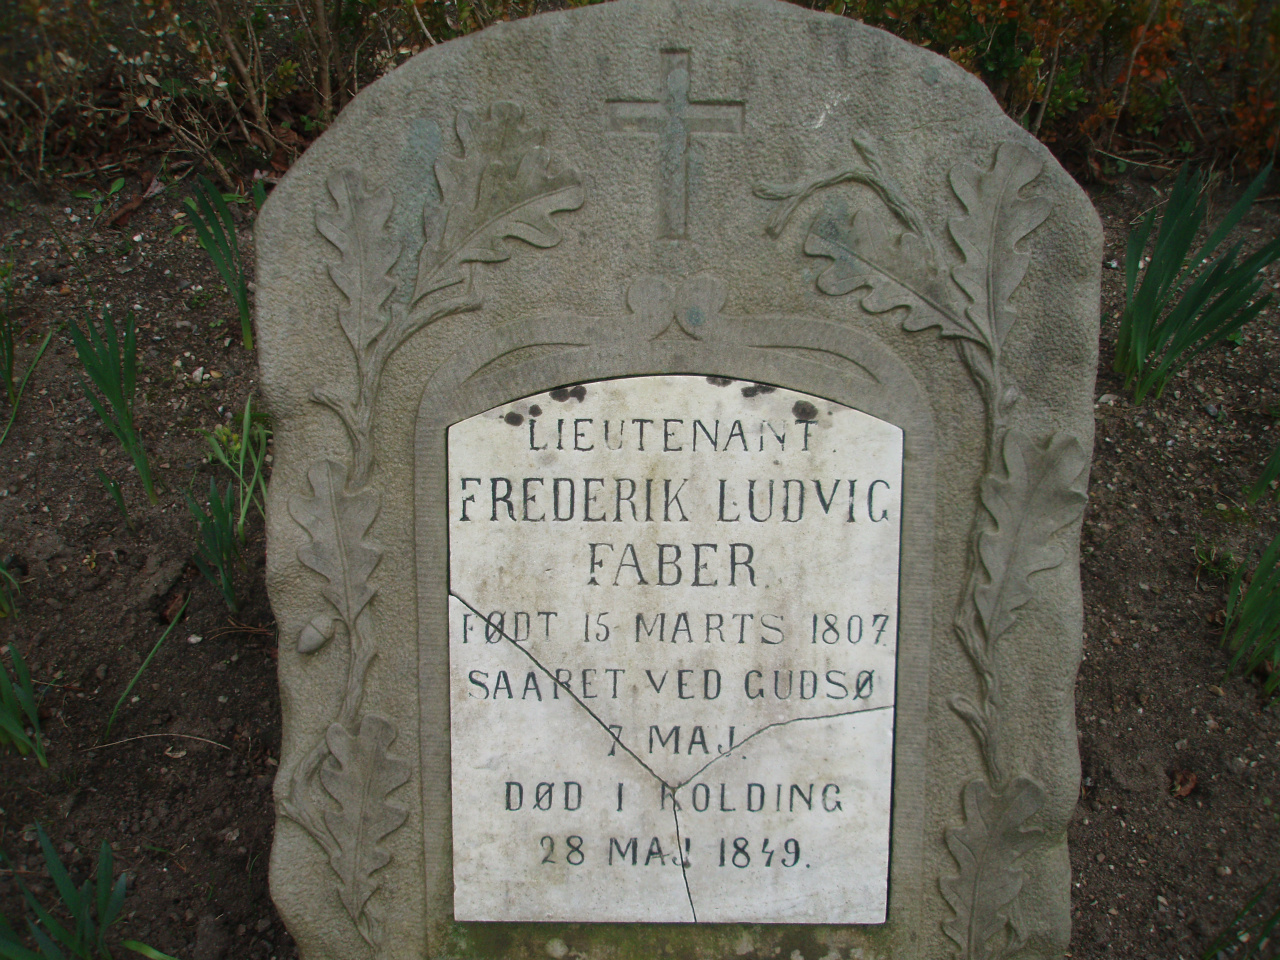 LIEUTENANT
FREDERIK LUDVIG
FABER
FØDT 15 MARTS 1807
SAARET VED GUDSØ
7 MAJ.
DØD I KOLDING
28 MAJ 1849.